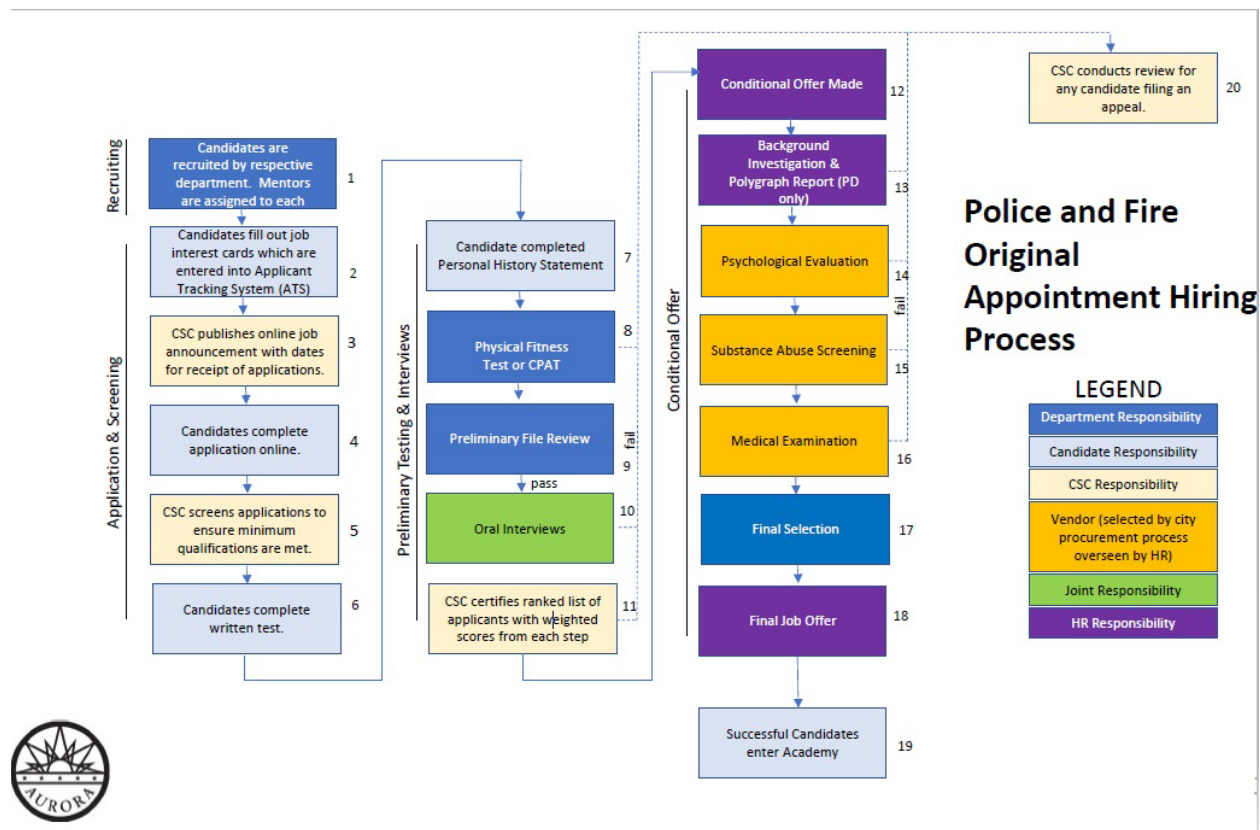 Recruiting
Candidates are
recruited by respective
department. Mentors
are assigned to each
1
Application & Screening
Candidates fill out job
interest cards which are
entered into Applicant
Tracking System (ATS)
2
CSC publishes online job
announcement with dates
for receipt of applications.
3
Candidates complete
application online.
4
CSC screens applications to
ensure minimum
qualifications are met.
5
Candidates complete
written test.
6
Preliminary Testing & Interviews
Candidate completed
Personal History Statement
7
Physical Fitness
Test or CPAT
8
Preliminary File Review
fail
9
pass
Oral Interviews
10
CSC certifies ranked list of
applicants with weighted
scores from each step
11
Conditional Offer
Conditional Offer Made
12
Background
Investigation &
Polygraph Report (PD
only)
13
Psychological Evaluation
14
fail
Substance Abuse Screening
15
Medical Examination
16
Final Selection
17
Final Job Offer
18
Successful Candidates
enter Academy
19
CSC conducts review for
any candidate filing an
appeal.
20
Police and Fire
Original
Appointment Hiring
Process
LEGEND
Department Responsibility
Candidate Responsibility
CSC Responsibility
Vendor (selected by city
procurement process
overseen by HR)
Joint Responsibility
HR Responsibility
AURORA